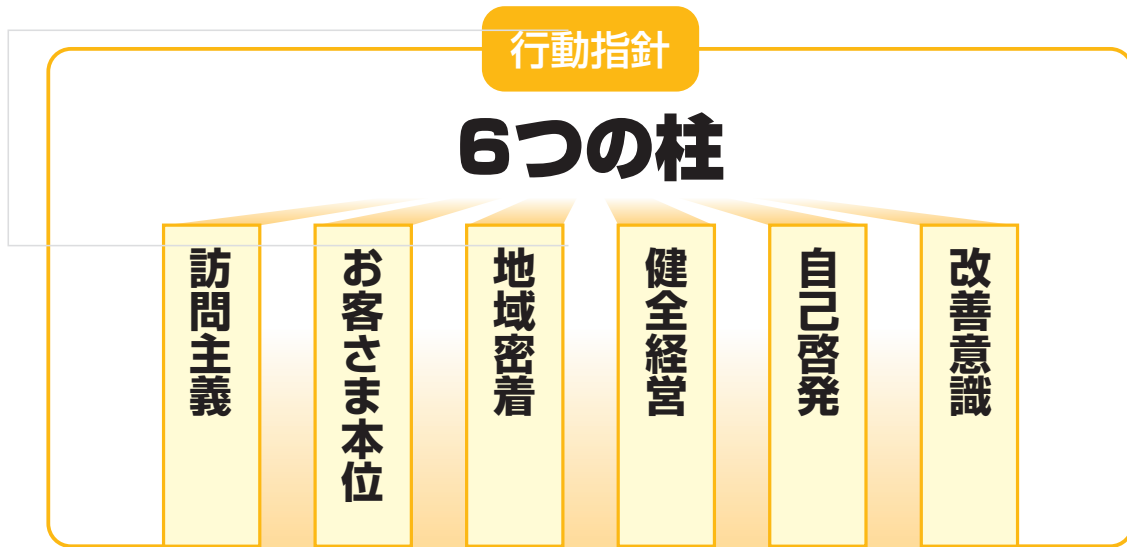 行動指針
6つの柱
訪問主義
お客さま本位
地域密着
健全経営
自己啓発
改善意識